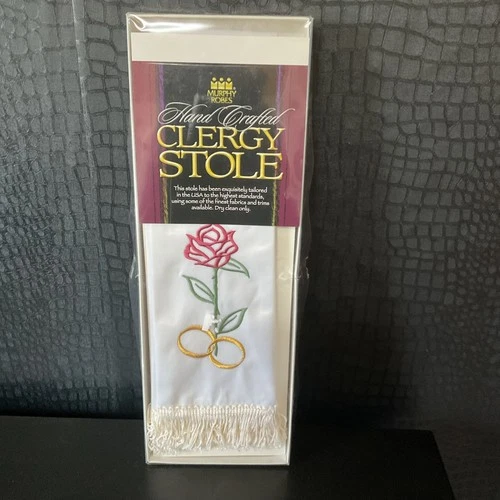 MURPHY
ROBES
Hand Crafted
CLERGY
STOLE
This stole has been exquisitely tailored
in the USA to the highest standards,
using some of the finest fabrics and trims
available. Dry clean only.